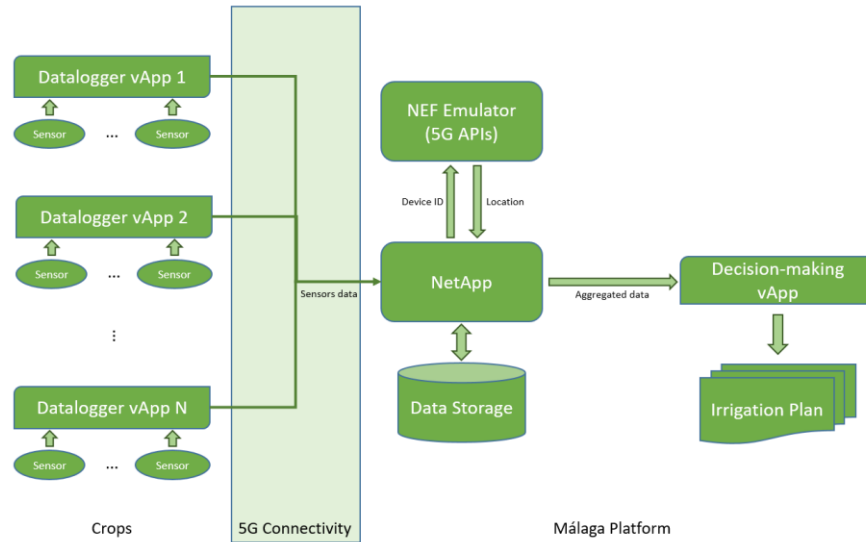 Datalogger vApp 1
Sensor
...
Sensor
Datalogger vApp 2
Sensor
...
Sensor
...
Datalogger vApp N
Sensor
...
Sensor
Crops
5G Connectivity
Sensors data
NEF Emulator
(5G APIs)
Device ID
Location
NetApp
Aggregated data
Decision-making
vApp
Data Storage
Irrigation Plan
Málaga Platform